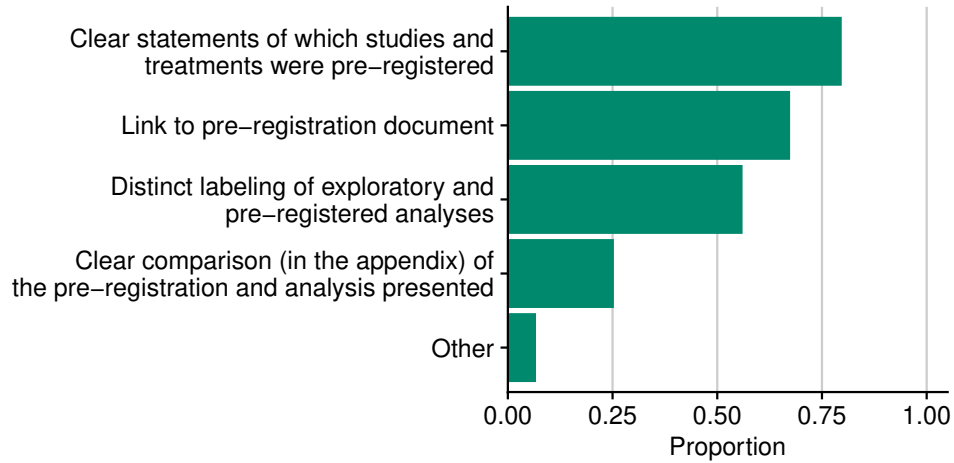 Clear statements of which studies and
treatments were pre−registered
Link to pre−registration document
Distinct labeling of exploratory and
pre−registered analyses
Clear comparison (in the appendix) of
the pre−registration and analysis presented
Other
0.00 0.25 0.50 0.75 1.00
Proportion